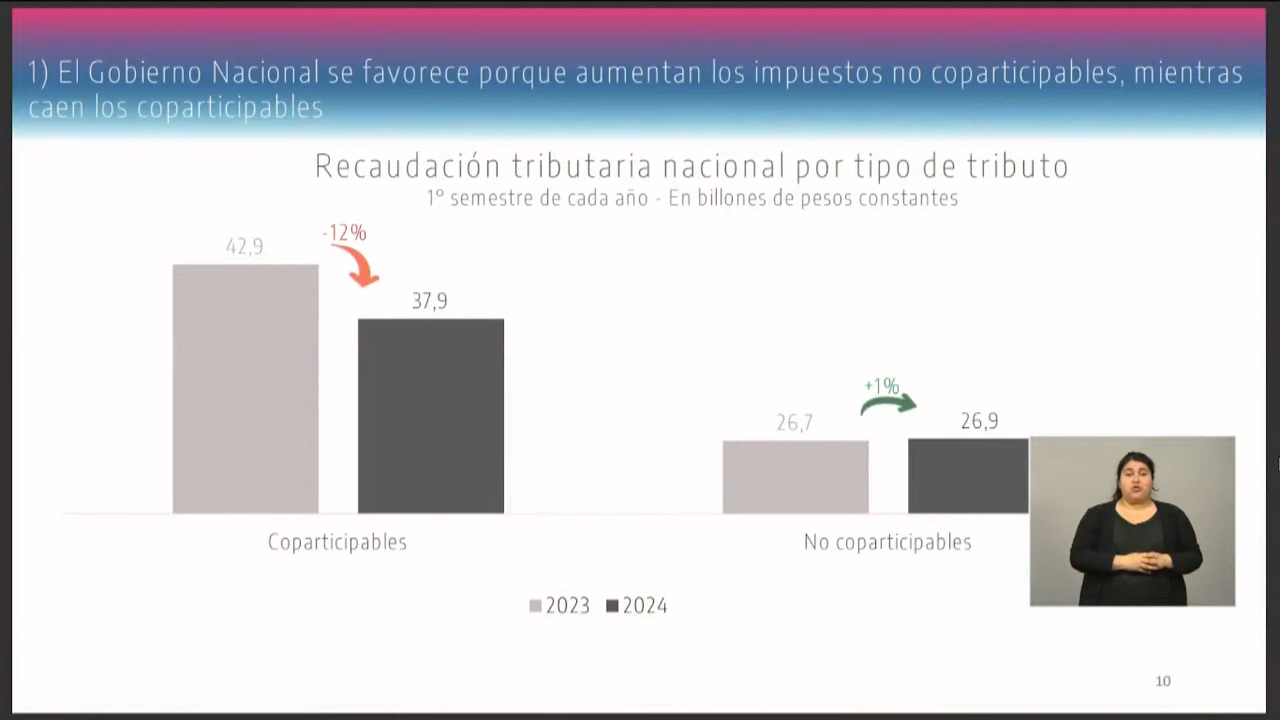 1) El Gobierno Nacional se favorece porque aumentan los impuestos no coparticipables, mientras
caen los coparticipables
Recaudación tributaria nacional por tipo de tributo
1º semestre de cada año - En billones de pesos constantes
-12%
42,9
37,9
+1%
26,7
26,9
Coparticipables
No coparticipables
2023
2024
10